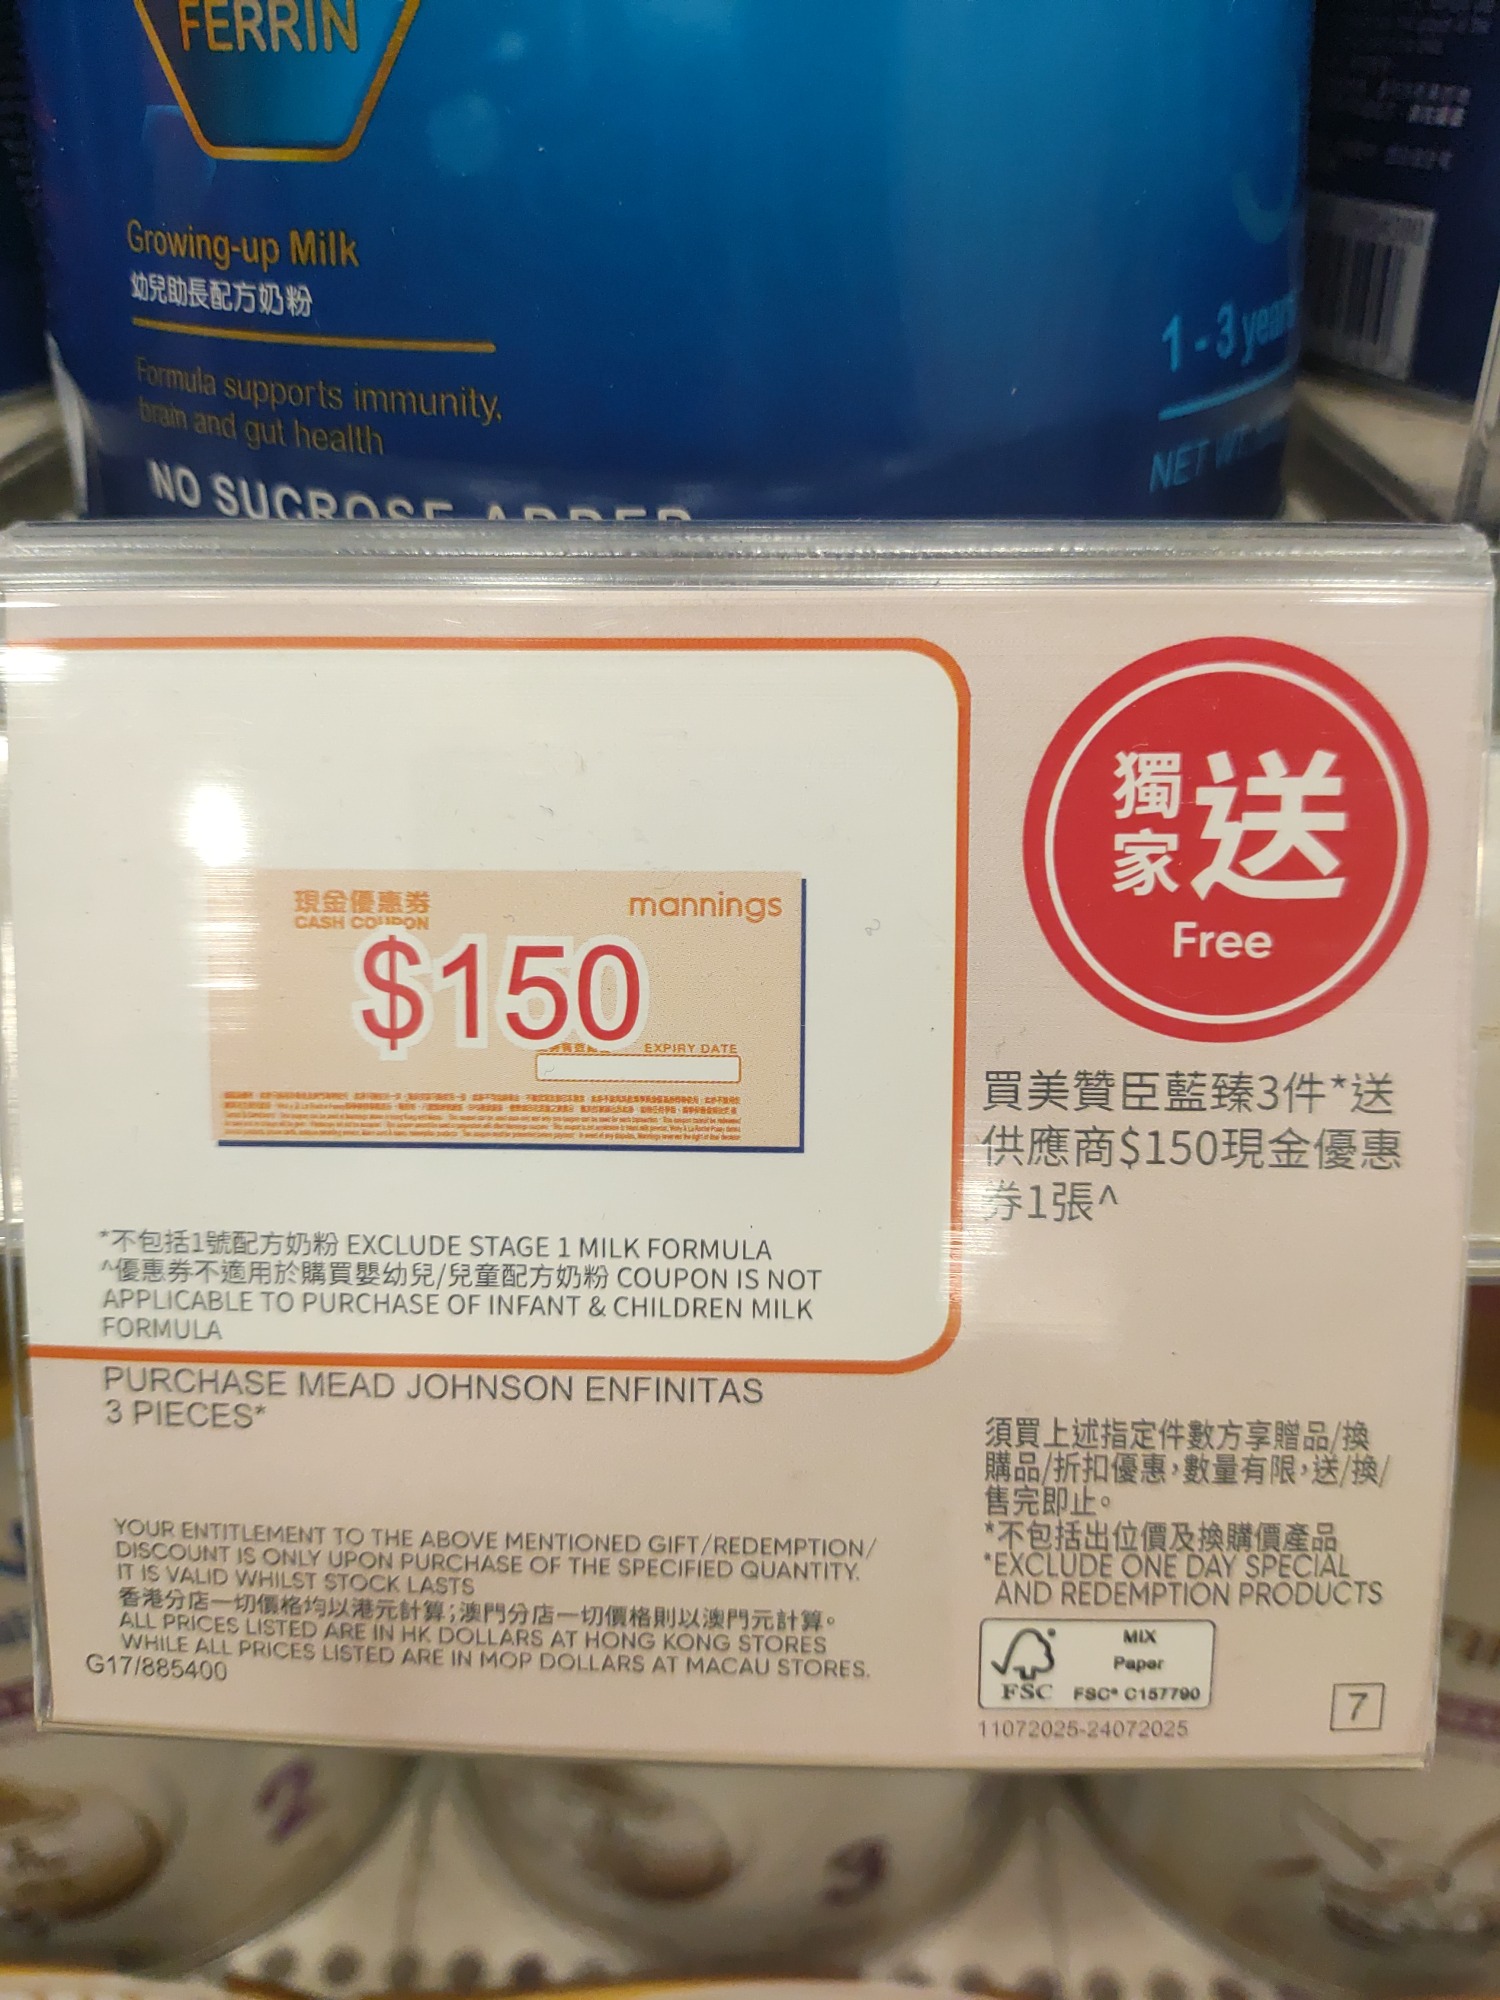 FERRIN
Growing-up Milk
幼兒助長配方奶粉
Formula supports immunity,
brain and gut health
NO SUCROSE ADDED
1 - 3 years
NET WT
獨家送
Free
現金優惠券
CASH COUPON
mannings
$150
EXPIRY DATE
買美贊臣藍臻3件*送
供應商$150現金優惠
券1張^
*不包括1號配方奶粉 EXCLUDE STAGE 1 MILK FORMULA
^優惠券不適用於購買嬰幼兒/兒童配方奶粉 COUPON IS NOT
APPLICABLE TO PURCHASE OF INFANT & CHILDREN MILK
FORMULA
PURCHASE MEAD JOHNSON ENFINITAS
3 PIECES*
須買上述指定件數方享贈品/換
購品/折扣優惠，數量有限，送/換/
售完即止。
*不包括出位價及換購價產品
*EXCLUDE ONE DAY SPECIAL
AND REDEMPTION PRODUCTS
YOUR ENTITLEMENT TO THE ABOVE MENTIONED GIFT/REDEMPTION/
DISCOUNT IS ONLY UPON PURCHASE OF THE SPECIFIED QUANTITY.
IT IS VALID WHILST STOCK LASTS
香港分店一切價格均以港元計算；澳門分店一切價格則以澳門元計算。
ALL PRICES LISTED ARE IN HK DOLLARS AT HONG KONG STORES
WHILE ALL PRICES LISTED ARE IN MOP DOLLARS AT MACAU STORES.
G17/885400
FSC
MIX
Paper
FSC® C157790
11072025-24072025
7
2
3